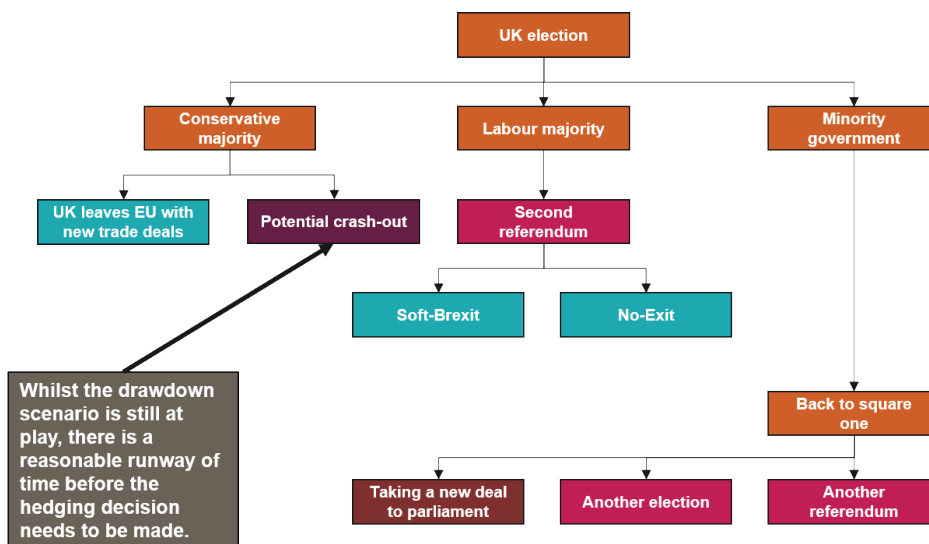 UK election
Conservative
majority
Labour majority
Minority
government
UK leaves EU with
new trade deals
Potential crash-out
Second
referendum
Soft-Brexit
No-Exit
Whilst the drawdown
scenario is still at
play, there is a
reasonable runway of
time before the
hedging decision
needs to be made.
Back to square
one
Taking a new deal
to parliament
Another election
Another
referendum